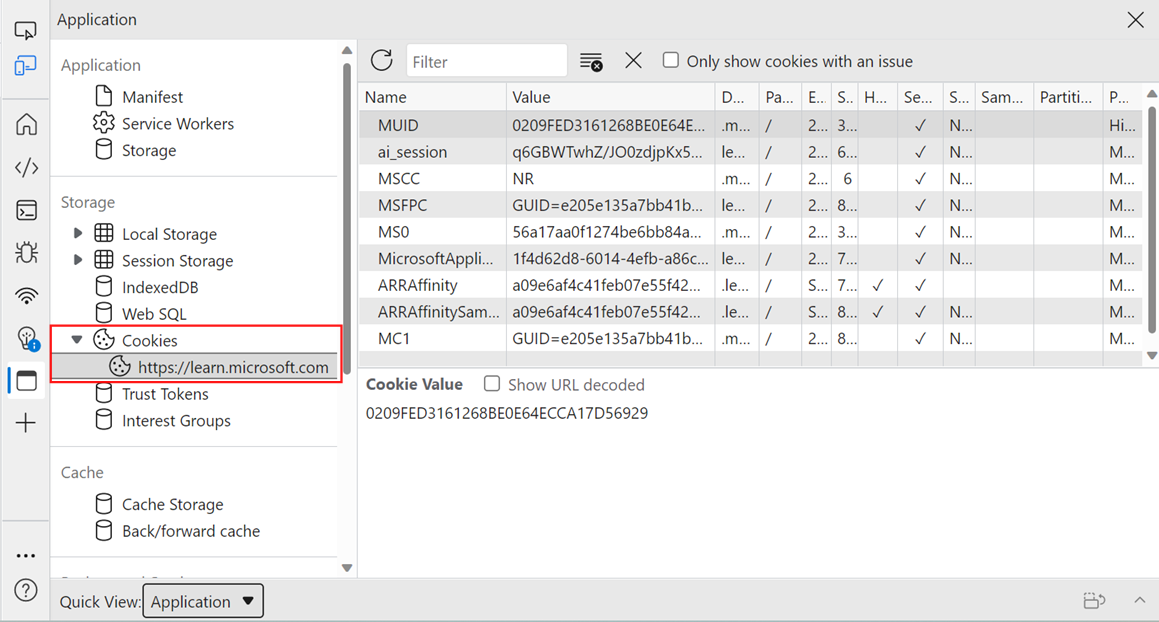 Application
Application
Manifest
Service Workers
Storage
Storage
Local Storage
Session Storage
IndexedDB
Web SQL
Cookies
https://learn.microsoft.com
Trust Tokens
Interest Groups
Cache
Cache Storage
Back/forward cache
Filter
Only show cookies with an issue
Name Value D... Pa... E.. S.. H... Se... S... Sam... Partiti... P...
MUID 0209FED3161268BE0E64E... .m... / 2... 3... ✓ N... Hi...
ai_session q6GBWTwhZ/JO0zdjpKx5... le... / 2... 6... ✓ N... M...
MSCC NR .m... / 2... 6 ✓ N... M...
MSFPC GUID=e205e135a7bb41b... le... / 2... 8... ✓ N... M...
MS0 56a17aa0f1274be6bb84a... .m... / 2... 3... ✓ N... M...
MicrosoftAppli... 1f4d62d8-6014-4efb-a86c... le... / 2... 7... ✓ N... M...
ARRAffinity a09e6af4c41feb07e55f42... .le... / S... 7... ✓ ✓ M...
ARRAffinitySam... a09e6af4c41feb07e55f42... .le... / S... 8... ✓ ✓ N... M...
MC1 GUID=e205e135a7bb41b... .m... / 2... 8... ✓ N... M...
Cookie Value Show URL decoded
0209FED3161268BE0E64ECCA17D56929
Quick View: Application